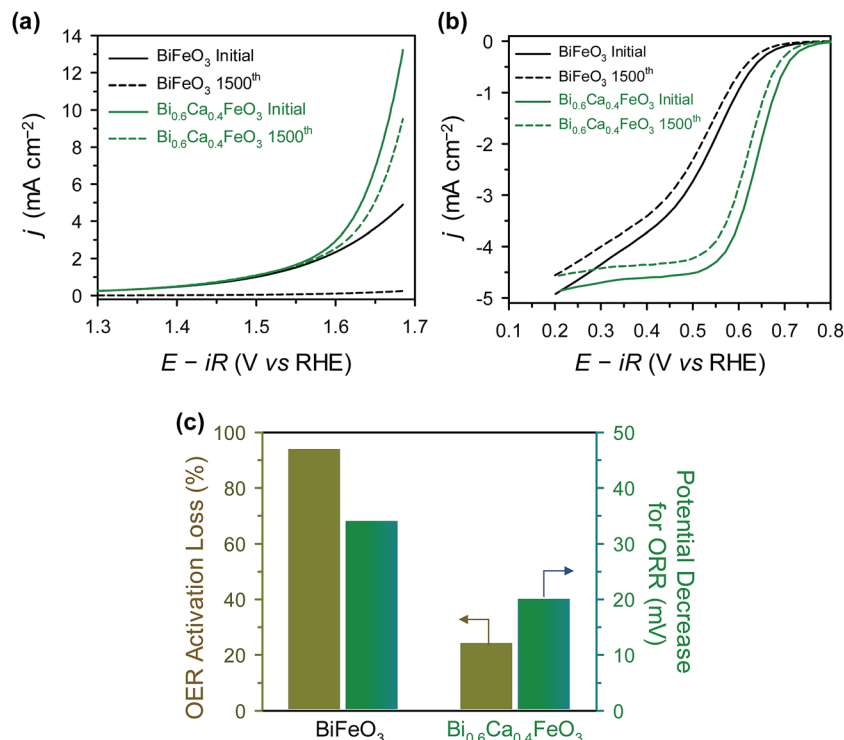 (a)
14
12
10
8
6
4
2
0
j (mA cm⁻²)
BiFeO₃ Initial
BiFeO₃ 1500ᵗʰ
Bi₀.₆Ca₀.₄FeO₃ Initial
Bi₀.₆Ca₀.₄FeO₃ 1500ᵗʰ
1.3 1.4 1.5 1.6 1.7
E − iR (V vs RHE)
(b)
0
-1
-2
-3
-4
-5
j (mA cm⁻²)
BiFeO₃ Initial
BiFeO₃ 1500ᵗʰ
Bi₀.₆Ca₀.₄FeO₃ Initial
Bi₀.₆Ca₀.₄FeO₃ 1500ᵗʰ
0.1 0.2 0.3 0.4 0.5 0.6 0.7 0.8
E − iR (V vs RHE)
(c)
100
80
60
40
20
0
OER Activation Loss (%)
50
40
30
20
10
0
Potential Decrease
for ORR (mV)
BiFeO₃ Bi₀.₆Ca₀.₄FeO₃